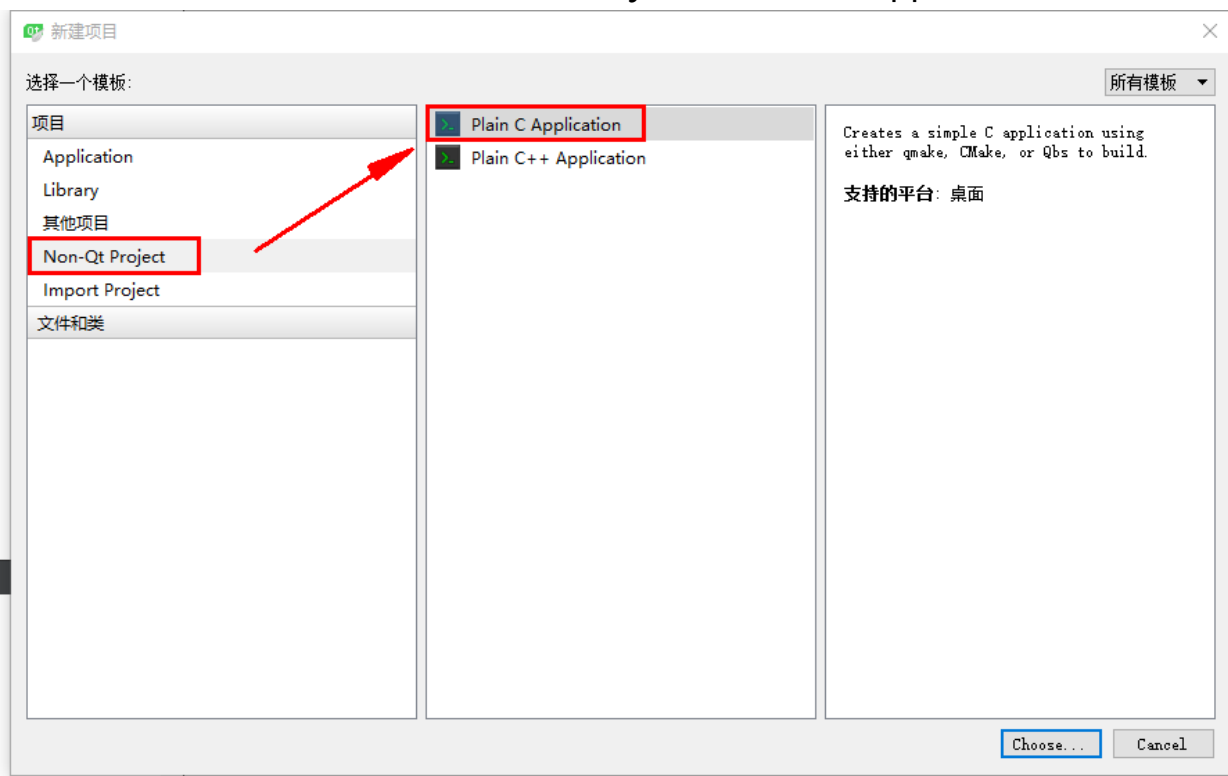 新建项目
选择一个模板:
所有模板
项目
Application
Library
其他项目
Non-Qt Project
Import Project
文件和类
Plain C Application
Plain C++ Application
Creates a simple C application using
either qmake, CMake, or Qbs to build.
支持的平台: 桌面
Choose...
Cancel